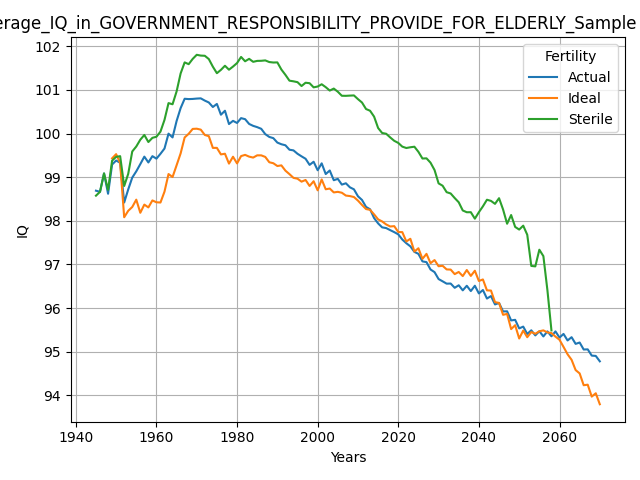 erage_IQ_in_GOVERNMENT_RESPONSIBILITY_PROVIDE_FOR_ELDERLY_Sample
102
101
100
99
98
97
96
95
94
IQ
1940
1960
1980
2000
2020
2040
2060
Years
Fertility
Actual
Ideal
Sterile